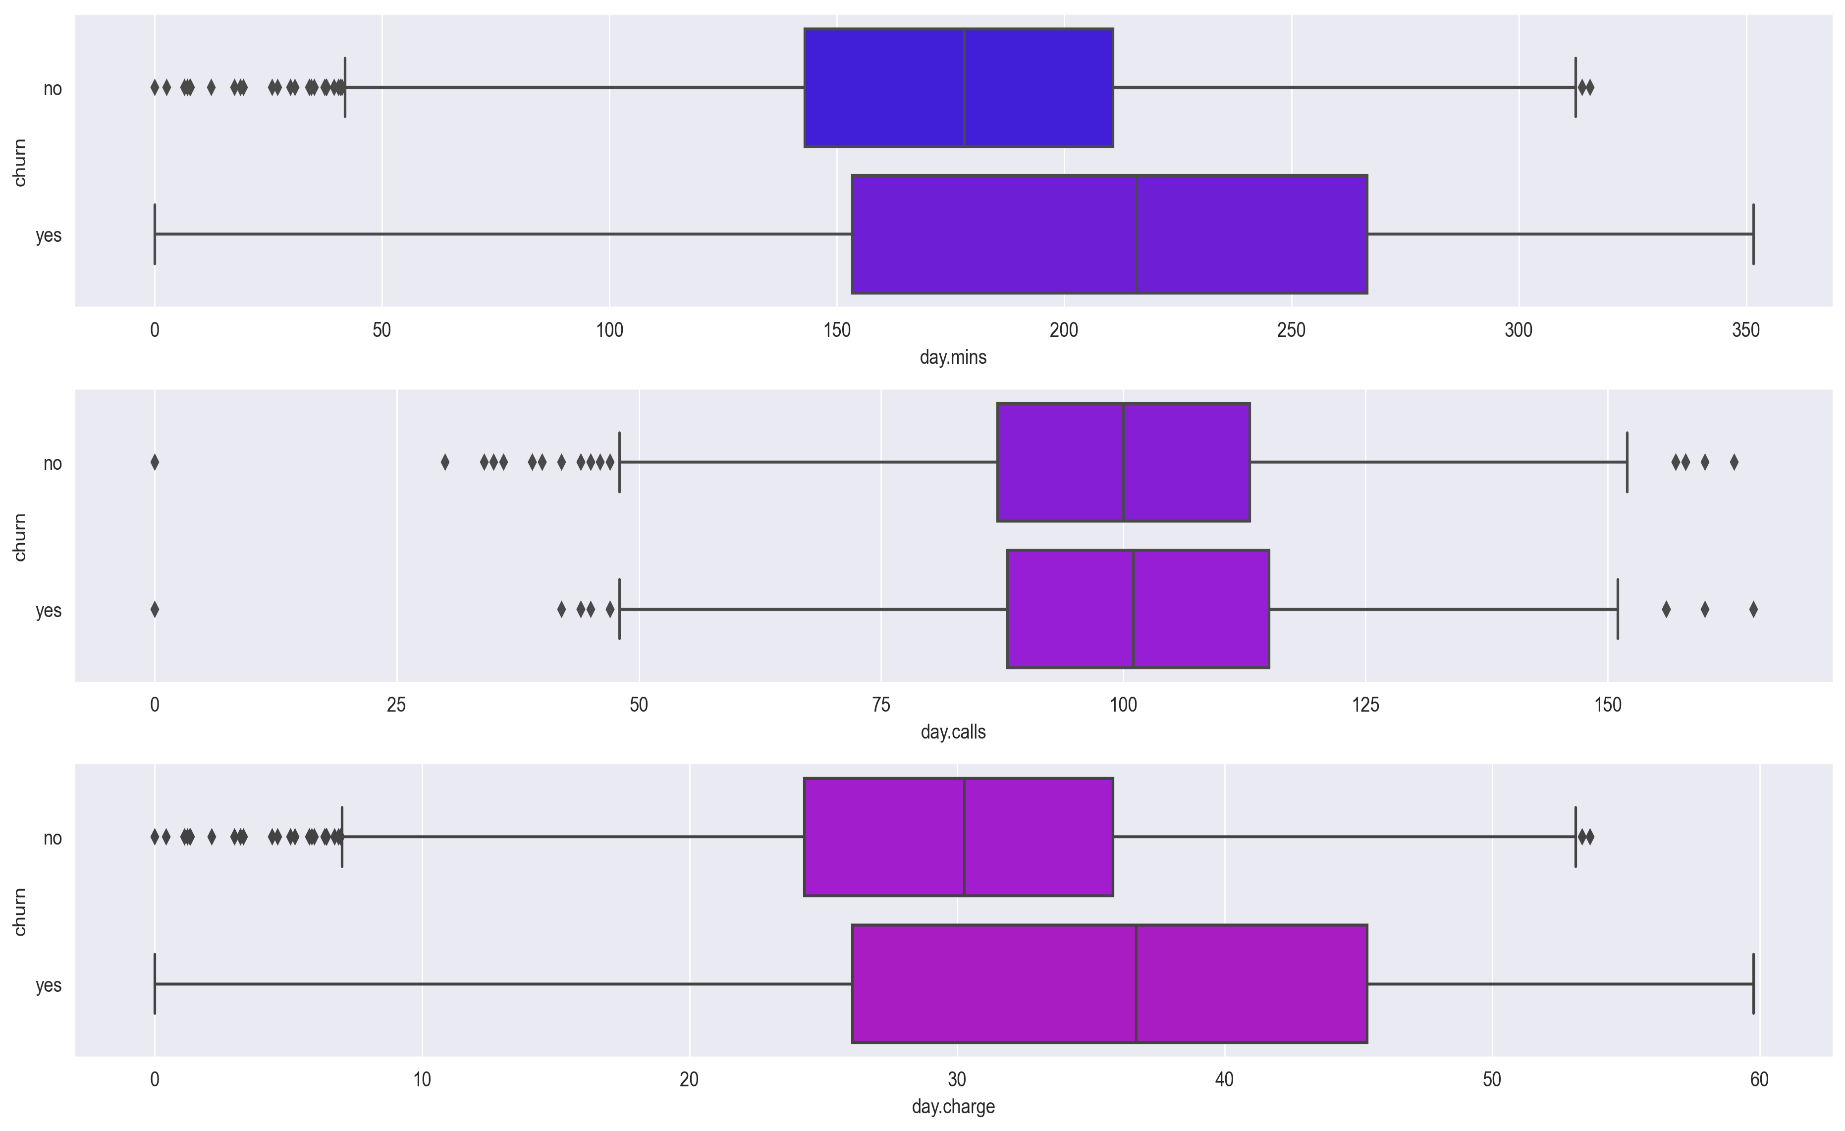 no
churn
yes
0 50 100 150 200 250 300 350
day.mins
no
churn
yes
0 25 50 75 100 125 150
day.calls
no
churn
yes
0 10 20 30 40 50 60
day.charge